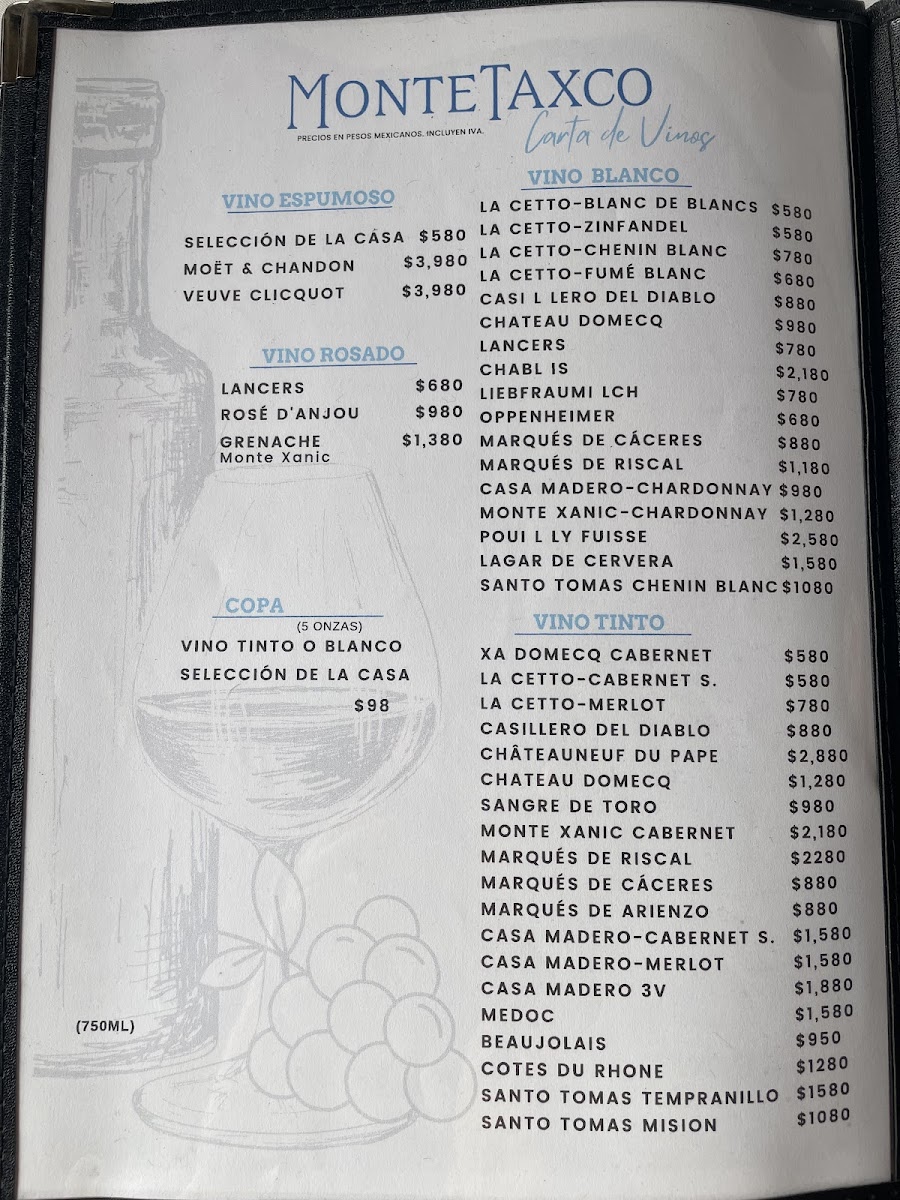 MONTETAXCO
PRECIOS EN PESOS MEXICANOS. INCLUYEN IVA.
Carta de Vinos
VINO ESPUMOSO
SELECCIÓN DE LA CASA $580
MOËT & CHANDON $3,980
VEUVE CLICQUOT $3,980
VINO ROSADO
LANCERS $680
ROSÉ D'ANJOU $980
GRENACHE $1,380
Monte Xanic
COPA
(5 ONZAS)
VINO TINTO O BLANCO
SELECCIÓN DE LA CASA
$98
(750ML)
VINO BLANCO
LA CETTO-BLANC DE BLANCS $580
LA CETTO-ZINFANDEL $580
LA CETTO-CHENIN BLANC $780
LA CETTO-FUMÉ BLANC $680
CASI L LERO DEL DIABLO $880
CHATEAU DOMECQ $980
LANCERS $780
CHABL IS $2,180
LIEBFRAUMI LCH $780
OPPENHEIMER $680
MARQUÉS DE CÁCERES $880
MARQUÉS DE RISCAL $1,180
CASA MADERO-CHARDONNAY $980
MONTE XANIC-CHARDONNAY $1,280
POUI L LY FUISSE $2,580
LAGAR DE CERVERA $1,580
SANTO TOMAS CHENIN BLANC $1080
VINO TINTO
XA DOMECQ CABERNET $580
LA CETTO-CABERNET S. $580
LA CETTO-MERLOT $780
CASILLERO DEL DIABLO $880
CHÂTEAUNEUF DU PAPE $2,880
CHATEAU DOMECQ $1,280
SANGRE DE TORO $980
MONTE XANIC CABERNET $2,180
MARQUÉS DE RISCAL $2280
MARQUÉS DE CÁCERES $880
MARQUÉS DE ARIENZO $880
CASA MADERO-CABERNET S. $1,580
CASA MADERO-MERLOT $1,580
CASA MADERO 3V $1,880
MEDOC $1,580
BEAUJOLAIS $950
COTES DU RHONE $1280
SANTO TOMAS TEMPRANILLO $1580
SANTO TOMAS MISION $1080